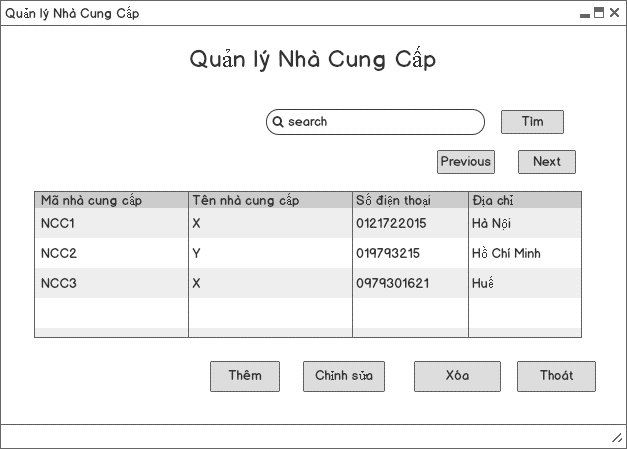 Quản lý Nhà Cung Cấp
Quản lý Nhà Cung Cấp
search Tìm
Previous Next
Mã nhà cung cấp Tên nhà cung cấp Số điện thoại Địa chỉ
NCC1 X 0121722015 Hà Nội
NCC2 Y 019793215 Hồ Chí Minh
NCC3 X 0979301621 Huế
Thêm Chỉnh sửa Xóa Thoát